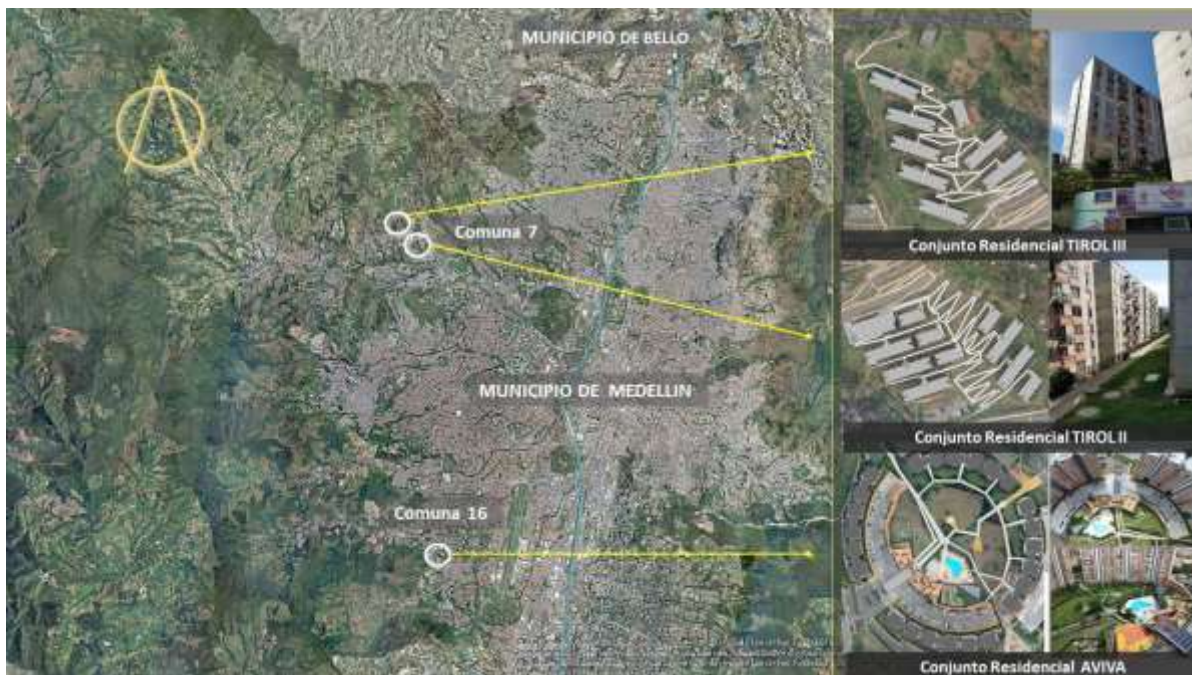 MUNICIPIO DE BELLO
Comuna 7
MUNICIPIO DE MEDELLIN
Comuna 16
Conjunto Residencial TIROL III
Conjunto Residencial TIROL II
Conjunto Residencial AVIVA